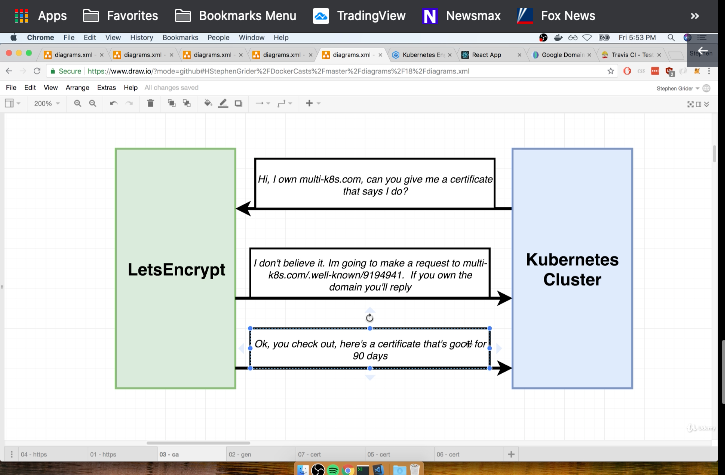 Apps Favorites Bookmarks Menu TradingView Newsmax Fox News »
Chrome File Edit View History Bookmarks People Window Help Fri 5:53 PM
diagrams.xml - diagrams.xml - diagrams.xml - diagrams.xml - diagrams.xml - Kubernetes En React App Google Domain Travis CI - Tes Stephen
Secure https://www.draw.io/?mode=github#HStephenGrider%2FDockerCasts%2Fmaster%2Fdiagrams%2F18%2Fdiagrams.xml
File Edit View Arrange Extras Help All changes saved Stephen Grider
200%
Hi, I own multi-k8s.com, can you give me a certificate
that says I do?
LetsEncrypt
Kubernetes
Cluster
I don't believe it. Im going to make a request to multi-
k8s.com/.well-known/9194941. If you own the
domain you'll reply
Ok, you check out, here's a certificate that's good for
90 days
04 - https 01 - https 03 - ca 02 - gen 07 - cert 05 - cert 06 - cert